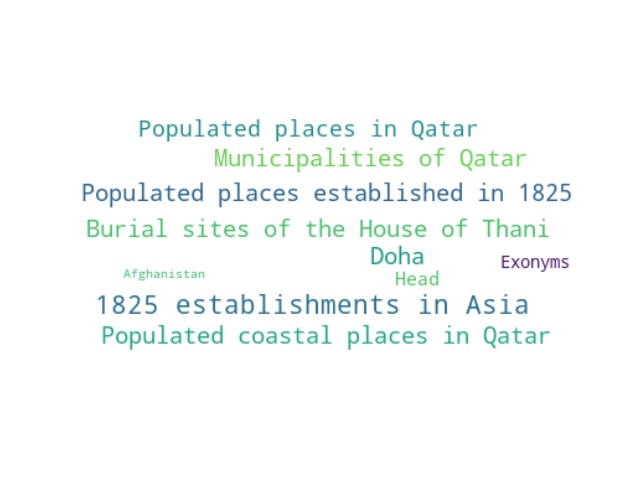 Populated places in Qatar
Municipalities of Qatar
Populated places established in 1825
Burial sites of the House of Thani
Doha
Exonyms
Afghanistan
Head
1825 establishments in Asia
Populated coastal places in Qatar